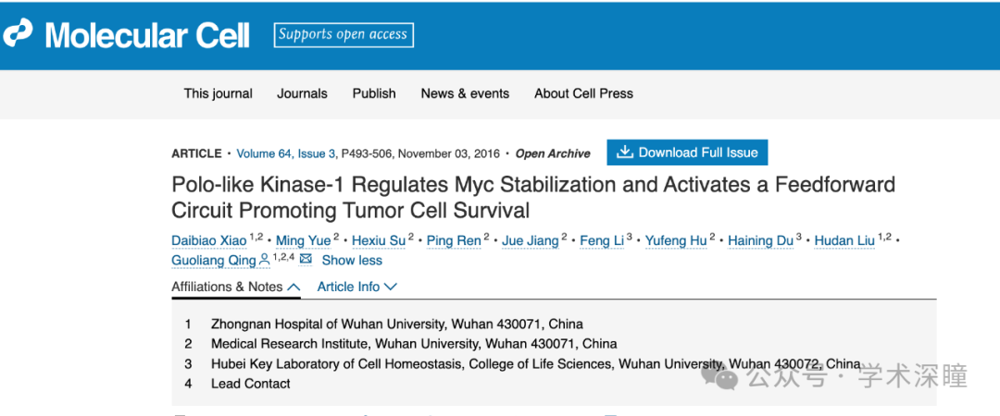 Molecular Cell
Supports open access
This journal Journals Publish News & events About Cell Press
ARTICLE • Volume 64, Issue 3, P493-506, November 03, 2016 • Open Archive Download Full Issue
Polo-like Kinase-1 Regulates Myc Stabilization and Activates a Feedforward
Circuit Promoting Tumor Cell Survival
Daibiao Xiao 1,2 • Ming Yue 2 • Hexiu Su 2 • Ping Ren 2 • Jue Jiang 2 • Feng Li 3 • Yufeng Hu 2 • Haining Du 3 • Hudan Liu 1,2 •
Guoliang Qing 1,2,4 Show less
Affiliations & Notes Article Info
1 Zhongnan Hospital of Wuhan University, Wuhan 430071, China
2 Medical Research Institute, Wuhan University, Wuhan 430071, China
3 Hubei Key Laboratory of Cell Homeostasis, College of Life Sciences, Wuhan University, Wuhan 430072, China
4 Lead Contact
公众号 · 学术深瞳